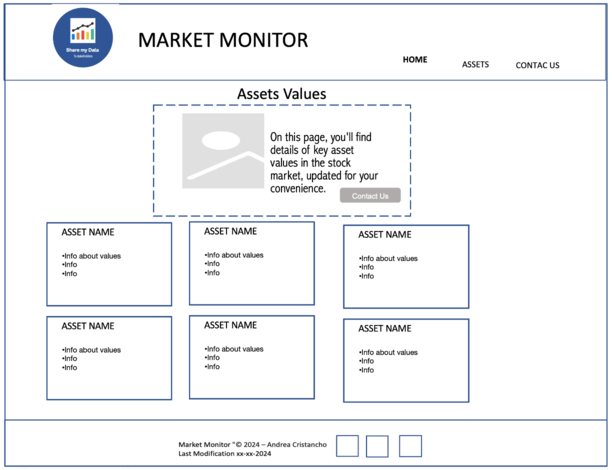 Share my Data
MARKET MONITOR
HOME
ASSETS
CONTAC US
Assets Values
On this page, you'll find
details of key asset
values in the stock
market, updated for your
convenience.
Contact Us
ASSET NAME
•Info about values
•Info
•Info
ASSET NAME
•Info about values
•Info
•Info
ASSET NAME
•Info about values
•Info
•Info
ASSET NAME
•Info about values
•Info
•Info
ASSET NAME
•Info about values
•Info
•Info
ASSET NAME
•Info about values
•Info
•Info
Market Monitor "© 2024 – Andrea Cristancho
Last Modification xx-xx-2024